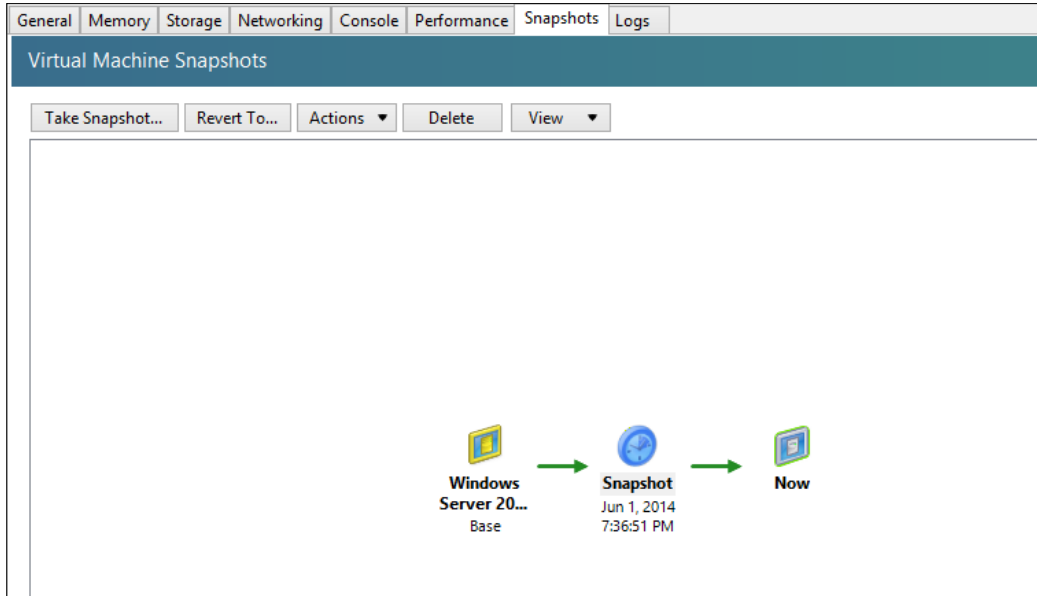 General Memory Storage Networking Console Performance Snapshots Logs
Virtual Machine Snapshots
Take Snapshot... Revert To... Actions Delete View
Windows
Server 20...
Base
Snapshot
Jun 1, 2014
7:36:51 PM
Now